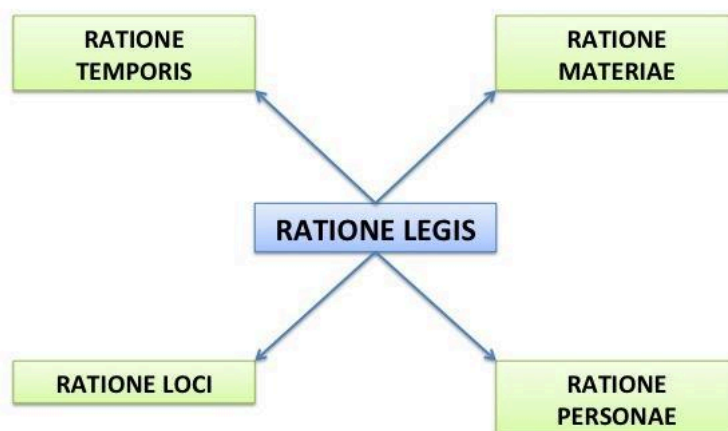 RATIONE
TEMPORIS
RATIONE
MATERIAE
RATIONE LEGIS
RATIONE LOCI
RATIONE
PERSONAE